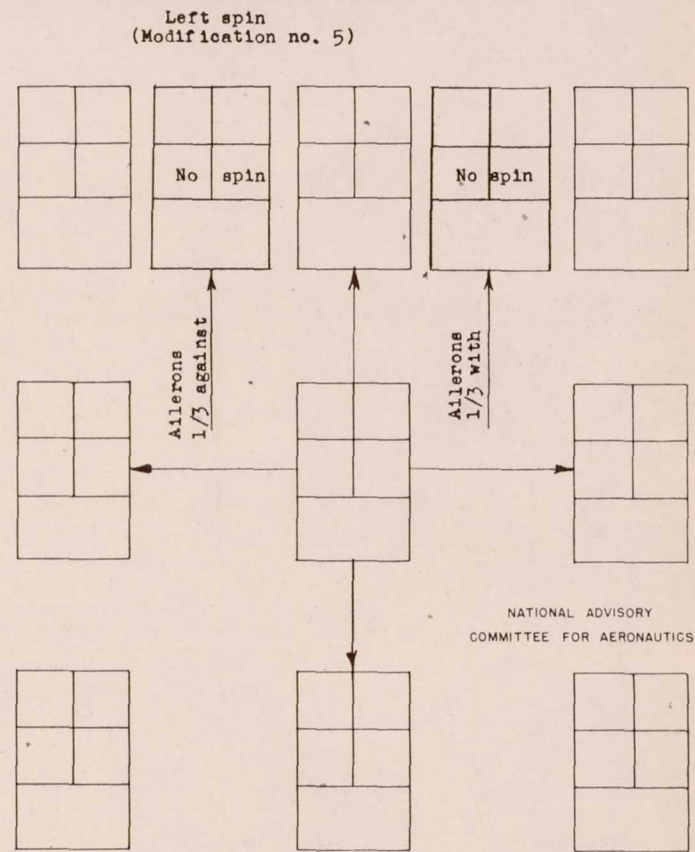 Left spin
(Modification no. 5)
No spin
No spin
Ailerons
1/3 against
Ailerons
1/3 with
NATIONAL ADVISORY
COMMITTEE FOR AERONAUTICS